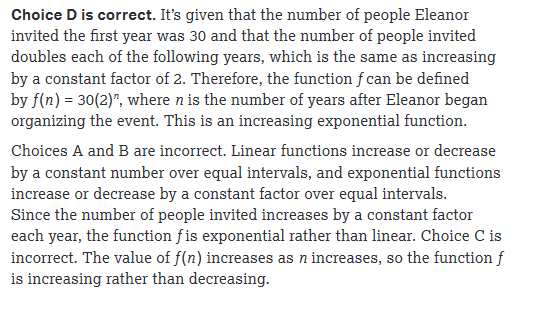 Choice D is correct. It’s given that the number of people Eleanor
invited the first year was 30 and that the number of people invited
doubles each of the following years, which is the same as increasing
by a constant factor of 2. Therefore, the function f can be defined
by f(n) = 30(2)ⁿ, where n is the number of years after Eleanor began
organizing the event. This is an increasing exponential function.
Choices A and B are incorrect. Linear functions increase or decrease
by a constant number over equal intervals, and exponential functions
increase or decrease by a constant factor over equal intervals.
Since the number of people invited increases by a constant factor
each year, the function f is exponential rather than linear. Choice C is
incorrect. The value of f(n) increases as n increases, so the function f
is increasing rather than decreasing.